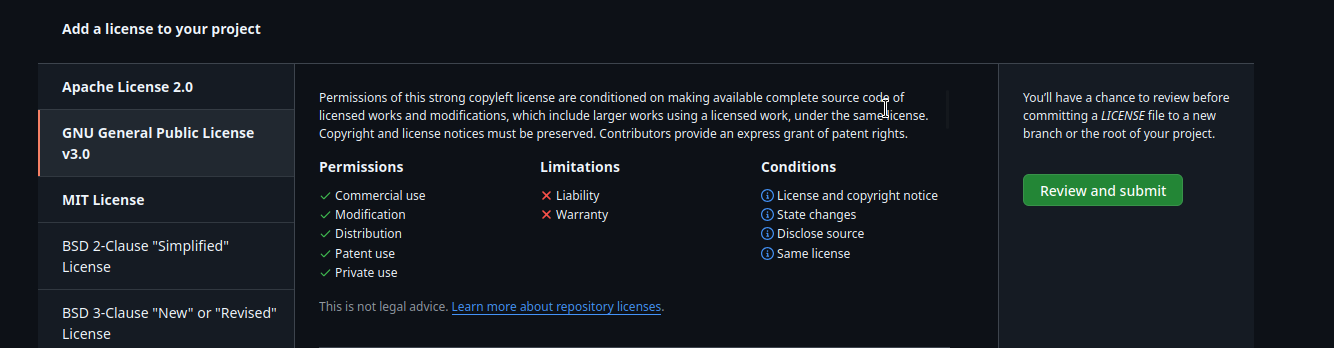 Add a license to your project
Apache License 2.0
GNU General Public License
v3.0
MIT License
BSD 2-Clause "Simplified"
License
BSD 3-Clause "New" or "Revised"
License
Permissions of this strong copyleft license are conditioned on making available complete source code of
licensed works and modifications, which include larger works using a licensed work, under the same license.
Copyright and license notices must be preserved. Contributors provide an express grant of patent rights.
Permissions
Commercial use
Modification
Distribution
Patent use
Private use
Limitations
Liability
Warranty
Conditions
License and copyright notice
State changes
Disclose source
Same license
This is not legal advice. Learn more about repository licenses.
You'll have a chance to review before
committing a LICENSE file to a new
branch or the root of your project.
Review and submit